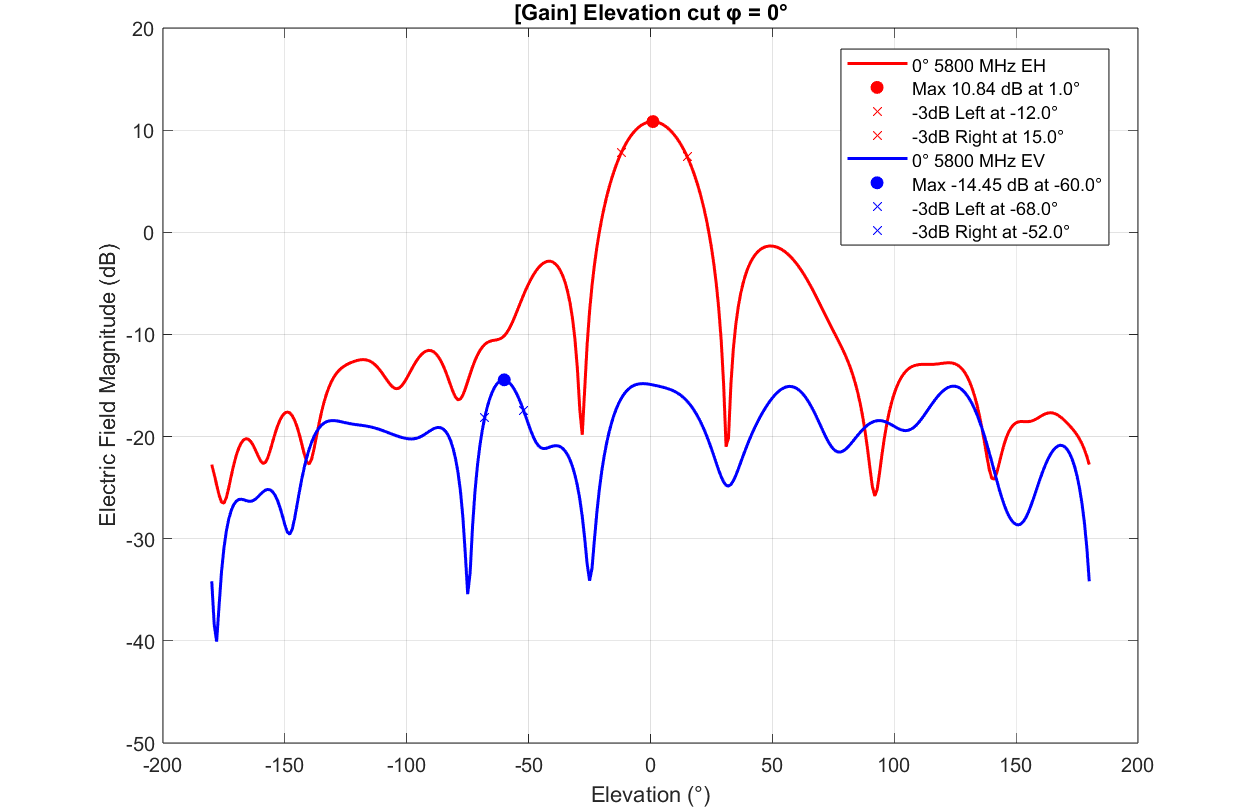 [Gain] Elevation cut φ = 0°
20
10
0
-10
-20
-30
-40
-50
Electric Field Magnitude (dB)
0° 5800 MHz EH
Max 10.84 dB at 1.0°
-3dB Left at -12.0°
-3dB Right at 15.0°
0° 5800 MHz EV
Max -14.45 dB at -60.0°
-3dB Left at -68.0°
-3dB Right at -52.0°
-200 -150 -100 -50 0 50 100 150 200
Elevation (°)